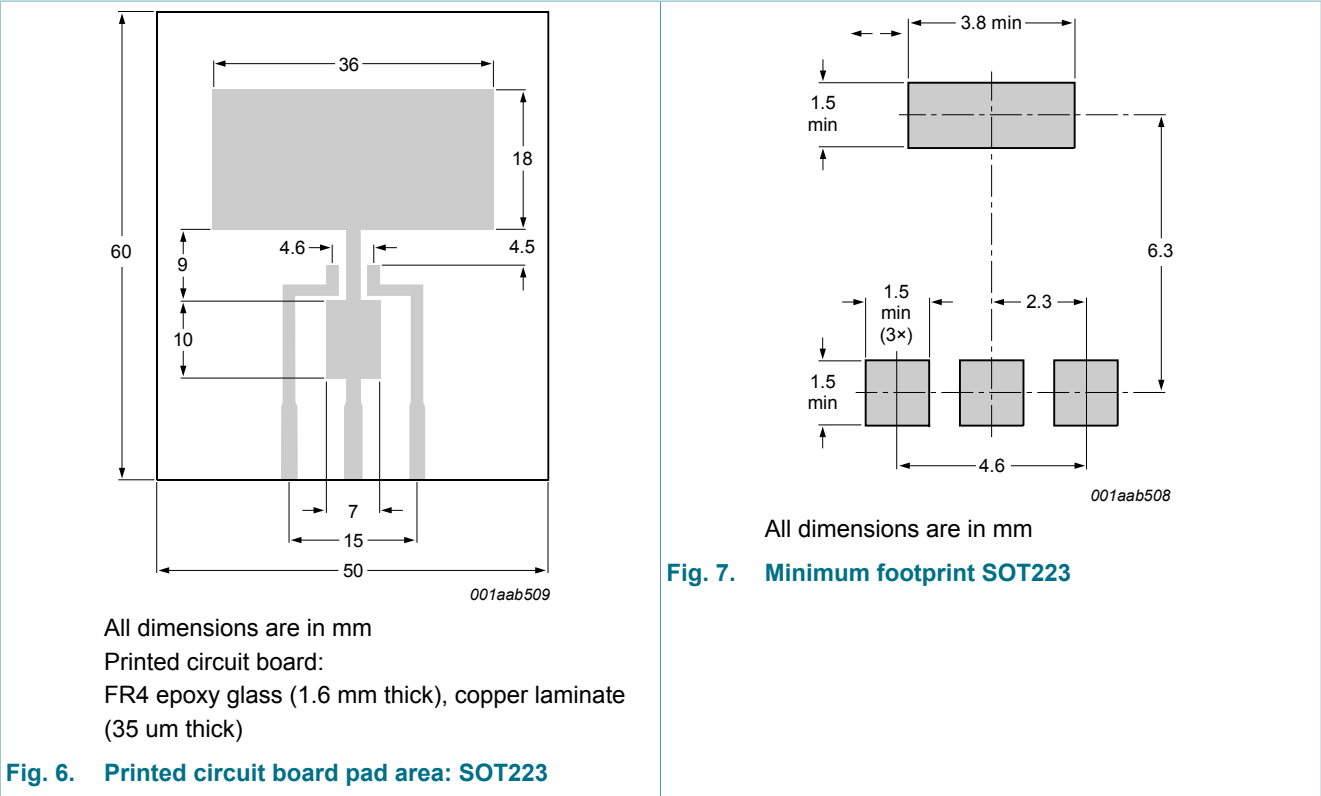 36
18
60
9
4.6
4.5
10
7
15
50
001aab509
All dimensions are in mm
Printed circuit board:
FR4 epoxy glass (1.6 mm thick), copper laminate
(35 um thick)
Fig. 6. Printed circuit board pad area: SOT223
3.8 min
1.5
min
6.3
1.5
min
(3×)
2.3
1.5
min
4.6
001aab508
All dimensions are in mm
Fig. 7. Minimum footprint SOT223